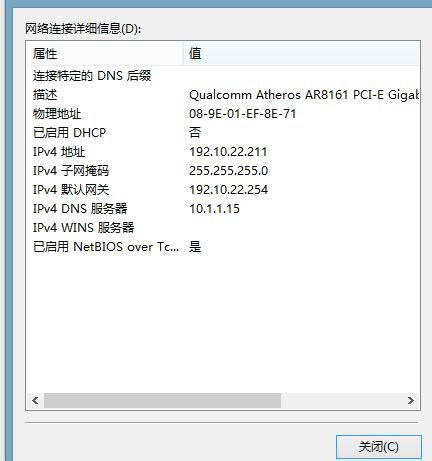 网络连接详细信息(D):
属性 值
连接特定的 DNS 后缀
描述 Qualcomm Atheros AR8161 PCI-E Gigab
物理地址 08-9E-01-EF-8E-71
已启用 DHCP 否
IPv4 地址 192.10.22.211
IPv4 子网掩码 255.255.255.0
IPv4 默认网关 192.10.22.254
IPv4 DNS 服务器 10.1.1.15
IPv4 WINS 服务器
已启用 NetBIOS over Tc... 是
关闭(C)